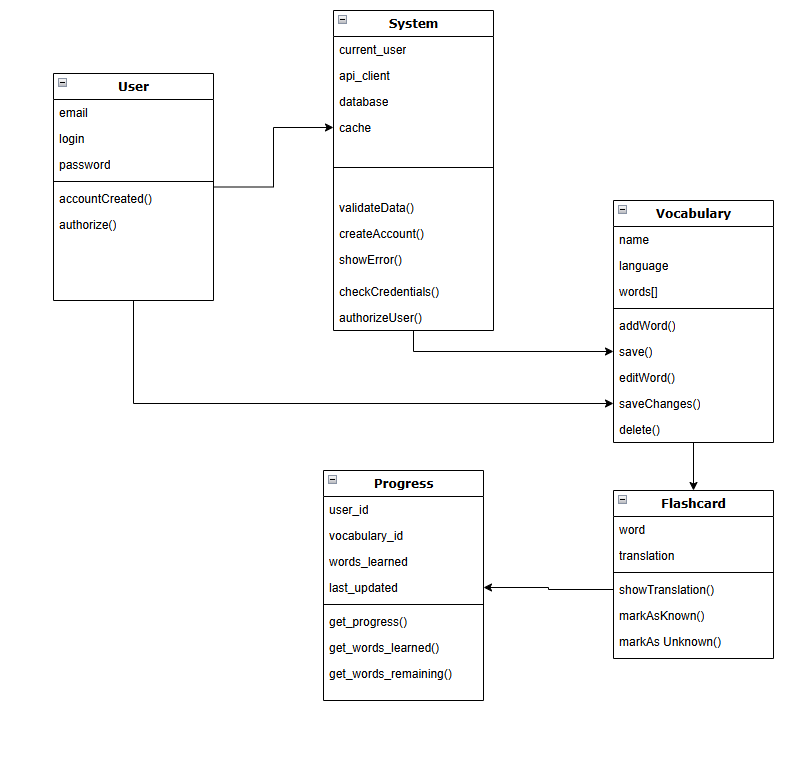 System
current_user
api_client
database
cache
validateData()
createAccount()
showError()
checkCredentials()
authorizeUser()
User
email
login
password
accountCreated()
authorize()
Vocabulary
name
language
words[]
addWord()
save()
editWord()
saveChanges()
delete()
Progress
user_id
vocabulary_id
words_learned
last_updated
get_progress()
get_words_learned()
get_words_remaining()
Flashcard
word
translation
showTranslation()
markAsKnown()
markAs Unknown()